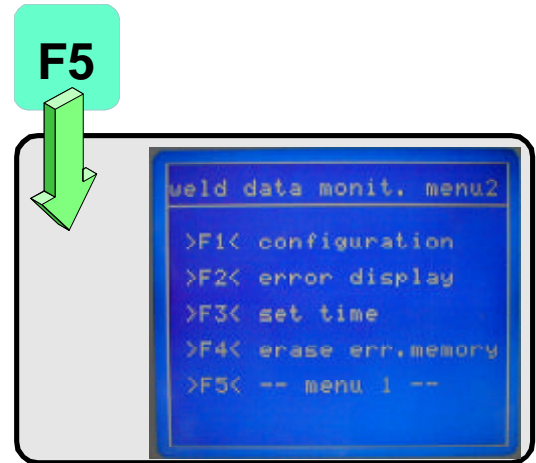 F5
weld data monit. menu2
>F1< configuration
>F2< error display
>F3< set time
>F4< erase err.memory
>F5< -- menu 1 --